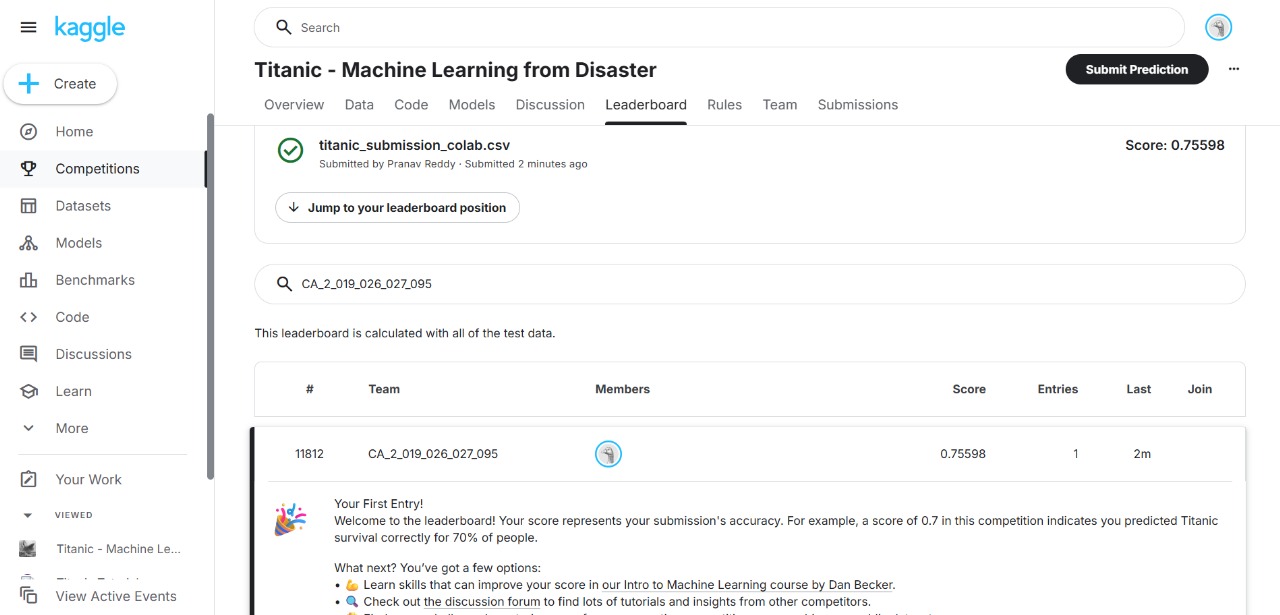 kaggle
Search
Create
Titanic - Machine Learning from Disaster
Submit Prediction
Overview Data Code Models Discussion Leaderboard Rules Team Submissions
Home
Competitions
Datasets
Models
Benchmarks
Code
Discussions
Learn
More
Your Work
VIEWED
Titanic - Machine Le...
View Active Events
titanic_submission_colab.csv
Score: 0.75598
Submitted by Pranav Reddy · Submitted 2 minutes ago
Jump to your leaderboard position
CA_2_019_026_027_095
This leaderboard is calculated with all of the test data.
# Team Members Score Entries Last Join
11812 CA_2_019_026_027_095 0.75598 1 2m
Your First Entry!
Welcome to the leaderboard! Your score represents your submission's accuracy. For example, a score of 0.7 in this competition indicates you predicted Titanic
survival correctly for 70% of people.
What next? You've got a few options:
• 💪 Learn skills that can improve your score in our Intro to Machine Learning course by Dan Becker.
• 🔍 Check out the discussion forum to find lots of tutorials and insights from other competitors.